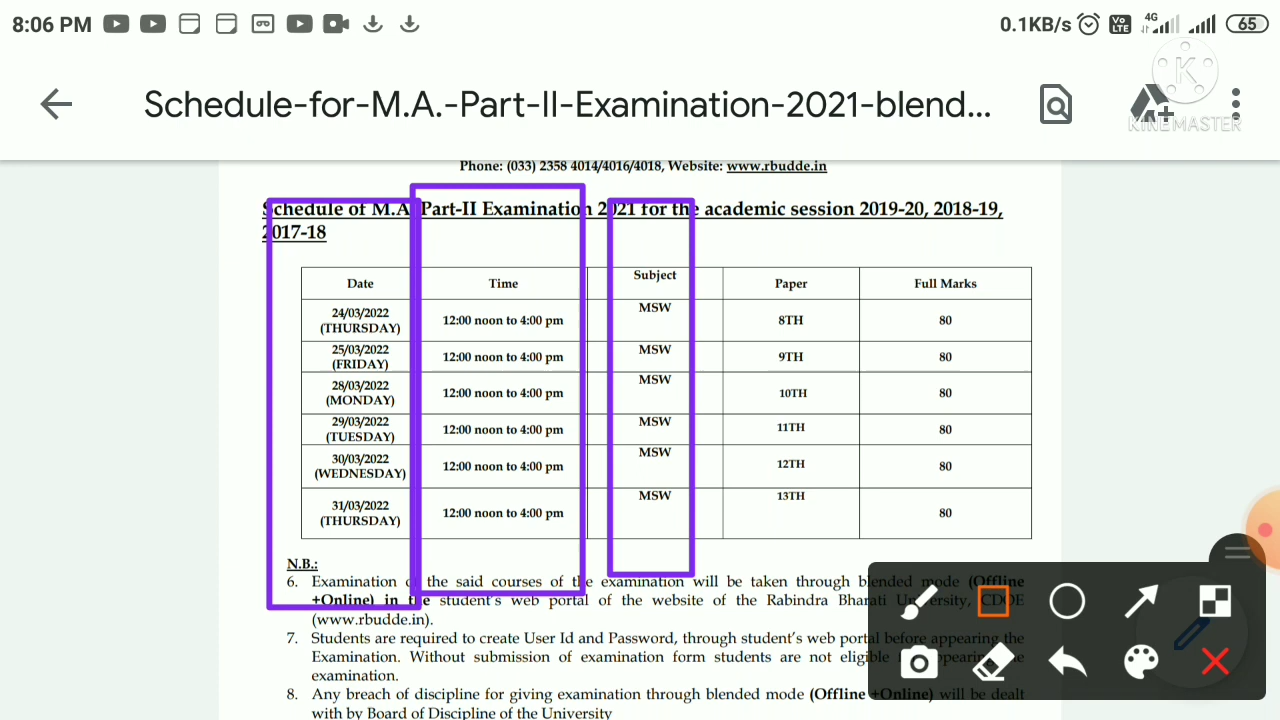 8:06 PM
0.1KB/s
Vo LTE
4G
65
Schedule-for-M.A.-Part-II-Examination-2021-blend...
K
KINEMASTER
Phone: (033) 2358 4014/4016/4018, Website: www.rbudde.in
Schedule of M.A. Part-II Examination 2021 for the academic session 2019-20, 2018-19,
2017-18
Date Time Subject Paper Full Marks
24/03/2022 (THURSDAY) 12:00 noon to 4:00 pm MSW 8TH 80
25/03/2022 (FRIDAY) 12:00 noon to 4:00 pm MSW 9TH 80
28/03/2022 (MONDAY) 12:00 noon to 4:00 pm MSW 10TH 80
29/03/2022 (TUESDAY) 12:00 noon to 4:00 pm MSW 11TH 80
30/03/2022 (WEDNESDAY) 12:00 noon to 4:00 pm MSW 12TH 80
31/03/2022 (THURSDAY) 12:00 noon to 4:00 pm MSW 13TH 80
N.B.:
6. Examination of the said courses of the examination will be taken through blended mode (Offline
+Online) in the student's web portal of the website of the Rabindra Bharati University, CDOE
(www.rbudde.in).
7. Students are required to create User Id and Password, through student's web portal before appearing the
Examination. Without submission of examination form students are not eligible appearing
examination.
8. Any breach of discipline for giving examination through blended mode (Offline +Online) will be dealt
with by Board of Discipline of the University